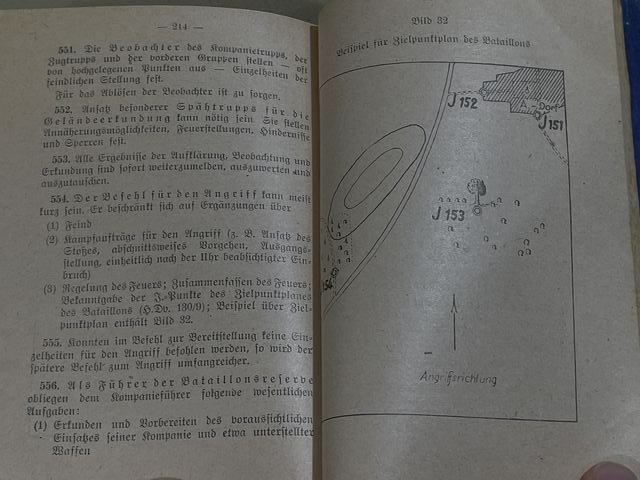 — 214 —
551. Die Beobachter des Kompanietrupps, der
Zugtrupps und der vorderen Gruppen stellen — oft
von hochgelegenen Punkten aus — Einzelheiten der
feindlichen Stellung fest.
Für das Ablösen der Beobachter ist zu sorgen.
552. Ansatz besonderer Spähtrupps für die
Geländeerkundung kann nötig sein. Sie stellen
Annäherungsmöglichkeiten, Feuerstellungen, Hindernisse
und Sperren fest.
553. Alle Ergebnisse der Aufklärung, Beobachtung und
Erkundung sind sofort weiterzumelden, auszuwerten und
auszutauschen.
554. Der Befehl für den Angriff kann meist
kurz sein. Er beschränkt sich auf Ergänzungen über
(1) Feind
(2) Kampfaufträge für den Angriff (z. B. Ansatz des
Stoßes, abschnittsweises Vorgehen, Ausgangs-
stellung, einheitlich nach der Uhr beabsichtigter Ein-
bruch)
(3) Regelung des Feuers; Zusammenfassen des Feuers;
Bekanntgabe der J.-Punkte des Zielpunktplanes
des Bataillons (H.Dv. 130/9); Beispiel über Ziel-
punktplan enthält Bild 32.
555. Konnten im Befehl zur Bereitstellung keine Ein-
zelheiten für den Angriff befohlen werden, so wird der
spätere Befehl zum Angriff umfangreicher.
556. Als Führer der Bataillonsreserve
obliegen dem Kompanieführer folgende wesentlichen
Aufgaben:
(1) Erkunden und Vorbereiten des voraussichtlichen
Einsatzes seiner Kompanie und etwa unterstellter
Waffen
Bild 32
Beispiel für Zielpunktplan des Bataillons
J 152
A-Dorf
J 151
J 153
Angriffsrichtung